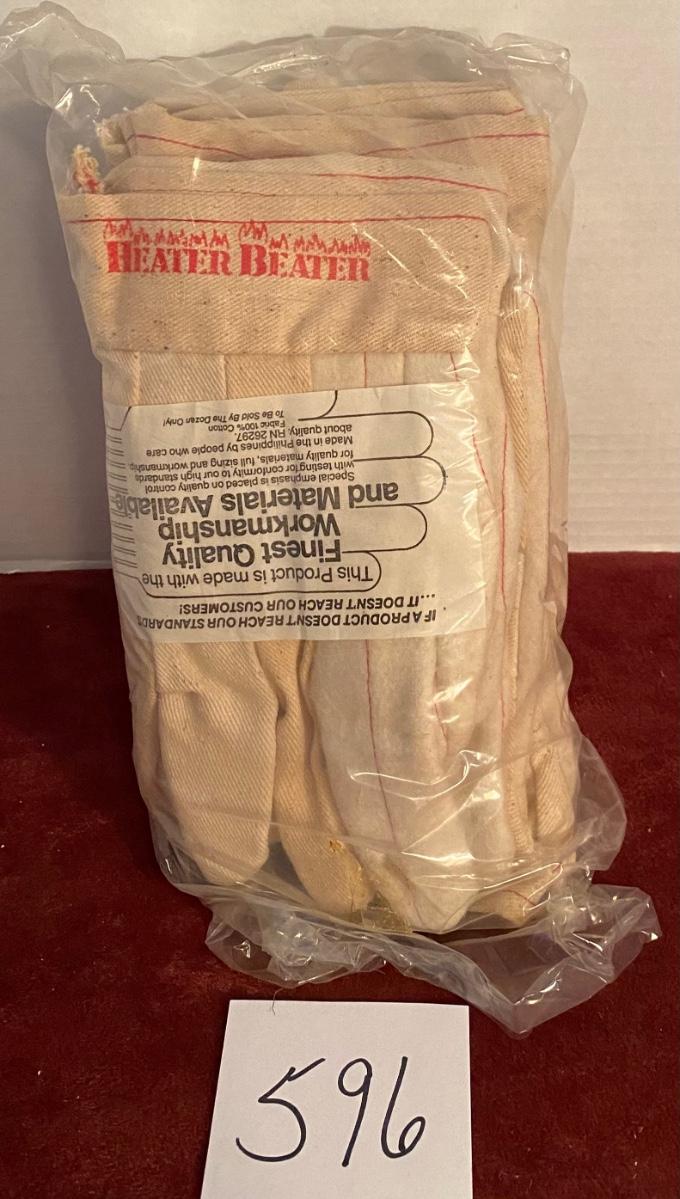 HEATER BEATER
IF A PRODUCT DOESN'T REACH OUR STANDARDS
...IT DOESN'T REACH OUR CUSTOMERS!
This Product is made with the
Finest Quality
Workmanship
and Materials Available
Special emphasis is placed on quality control
with testing for conformity to our high standards
for quality materials, full sizing and workmanship.
Made in the Philippines by people who care
about quality. RN 26297.
Fabric 100% Cotton
To Be Sold By The Dozen Only!
596